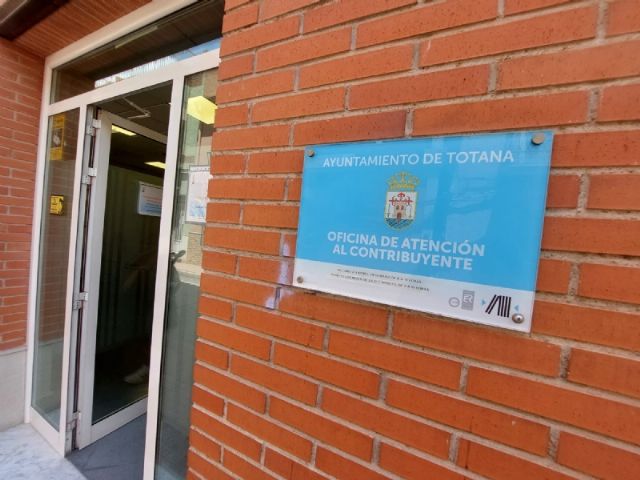 AYUNTAMIENTO DE TOTANA
OFICINA DE ATENCIÓN
AL CONTRIBUYENTE